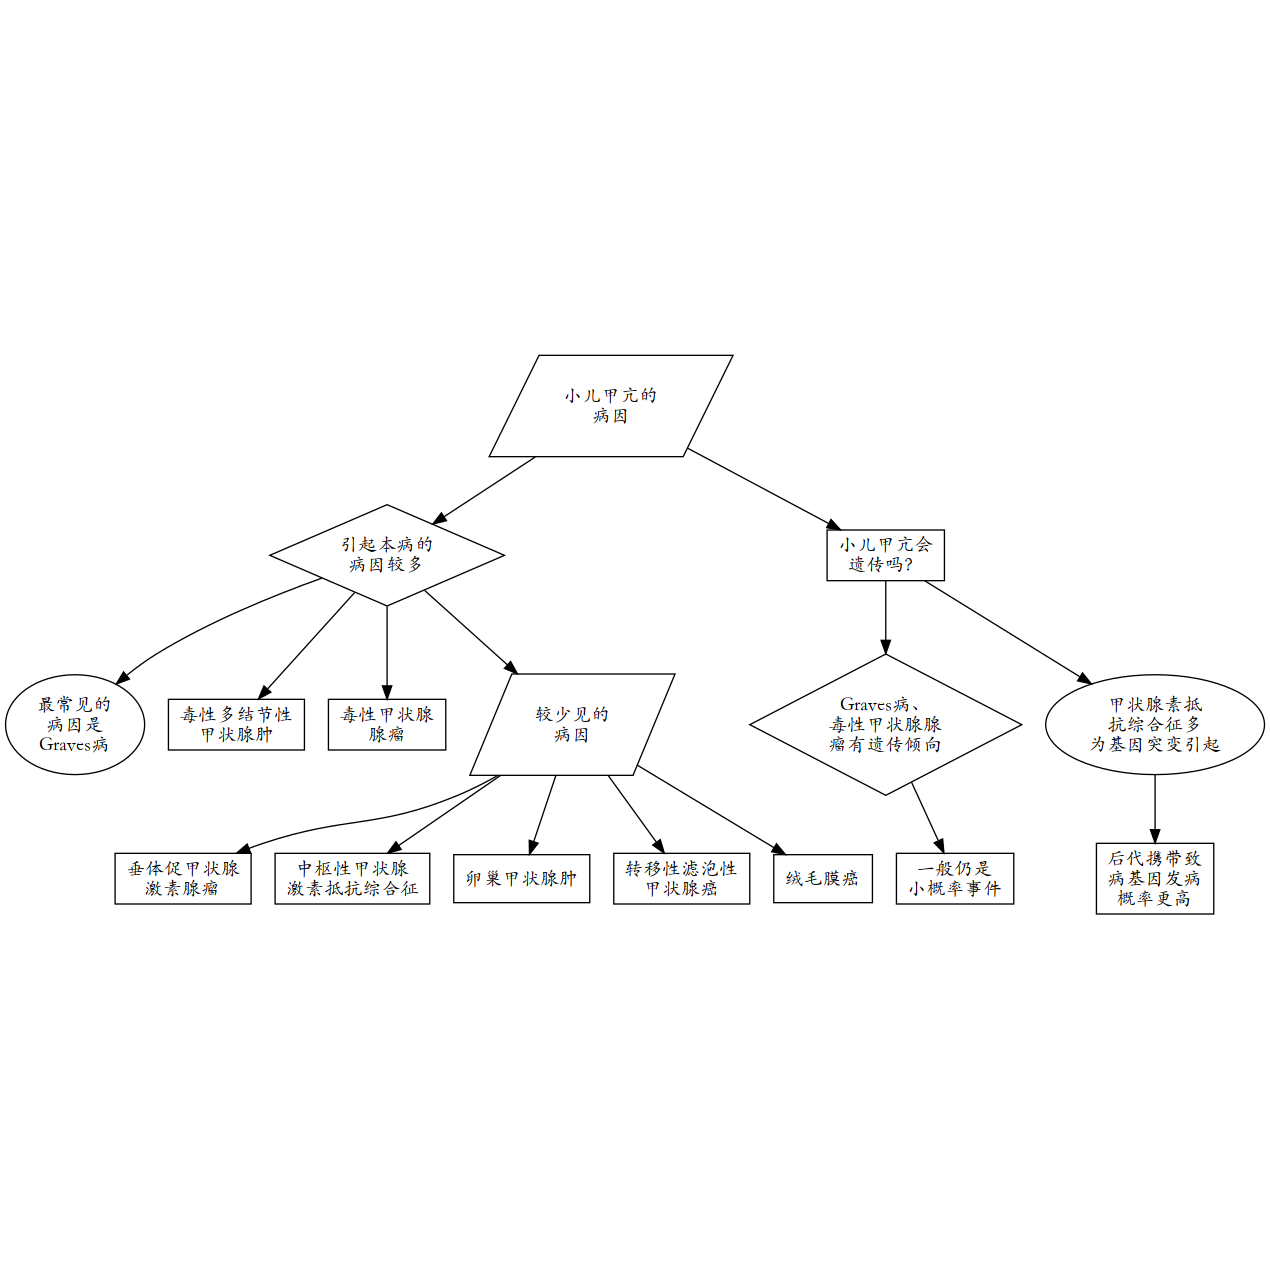 小儿甲亢的
病因
引起本病的
病因较多
小儿甲亢会
遗传吗?
最常见的
病因是
Graves病
毒性多结节性
甲状腺肿
毒性甲状腺
腺瘤
较少见的
病因
Graves病、
毒性甲状腺腺
瘤有遗传倾向
甲状腺素抵
抗综合征多
为基因突变引起
垂体促甲状腺
激素腺瘤
中枢性甲状腺
激素抵抗综合征
卵巢甲状腺肿
转移性滤泡性
甲状腺癌
绒毛膜癌
一般仍是
小概率事件
后代携带致
病基因发病
概率更高